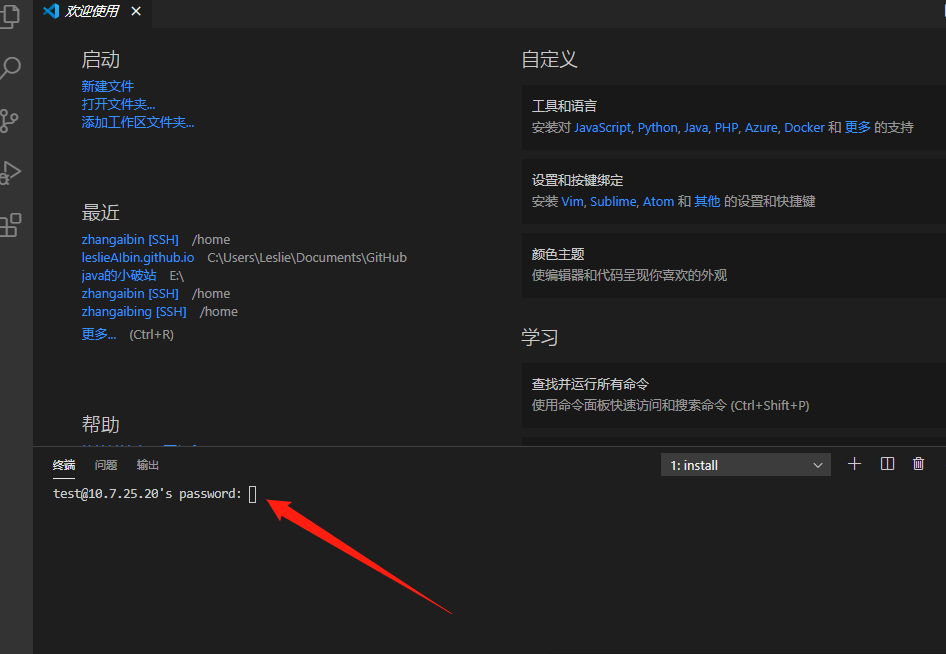 欢迎使用
启动
新建文件
打开文件夹...
添加工作区文件夹...
最近
zhangaibin [SSH] /home
leslieAIbin.github.io C:\Users\Leslie\Documents\GitHub
java的小破站 E:\
zhangaibin [SSH] /home
zhangaibing [SSH] /home
更多... (Ctrl+R)
帮助
自定义
工具和语言
安装对 JavaScript, Python, Java, PHP, Azure, Docker 和 更多 的支持
设置和按键绑定
安装 Vim, Sublime, Atom 和 其他 的设置和快捷键
颜色主题
使编辑器和代码呈现你喜欢的外观
学习
查找并运行所有命令
使用命令面板快速访问和搜索命令 (Ctrl+Shift+P)
终端 问题 输出
1: install
test@10.7.25.20's password: